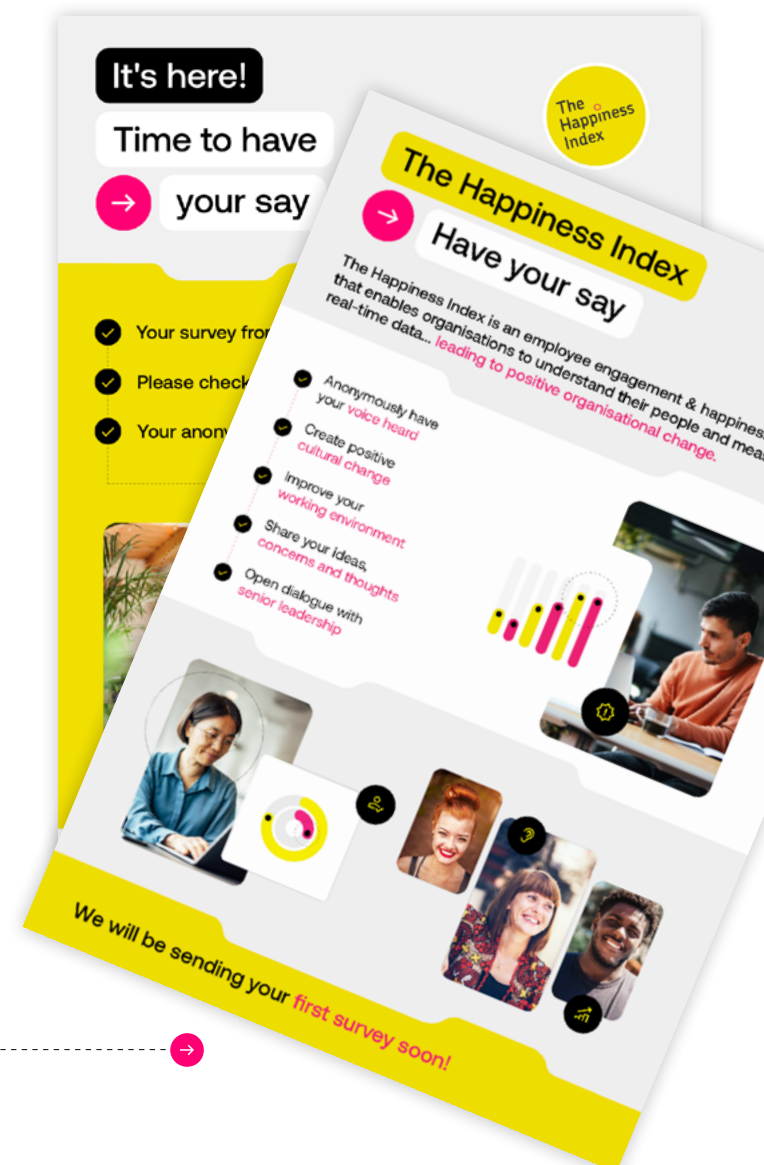 It's here!
Time to have
your say
The
Happiness
Index
Your survey from
Please check
Your anony
The Happiness Index
Have your say
The Happiness Index is an employee engagement & happiness
that enables organisations to understand their people and meas
real-time data... leading to positive organisational change.
Anonymously have
your voice heard
Create positive
cultural change
Improve your
working environment
Share your ideas,
concerns and thoughts
Open dialogue with
senior leadership
We will be sending your first survey soon!